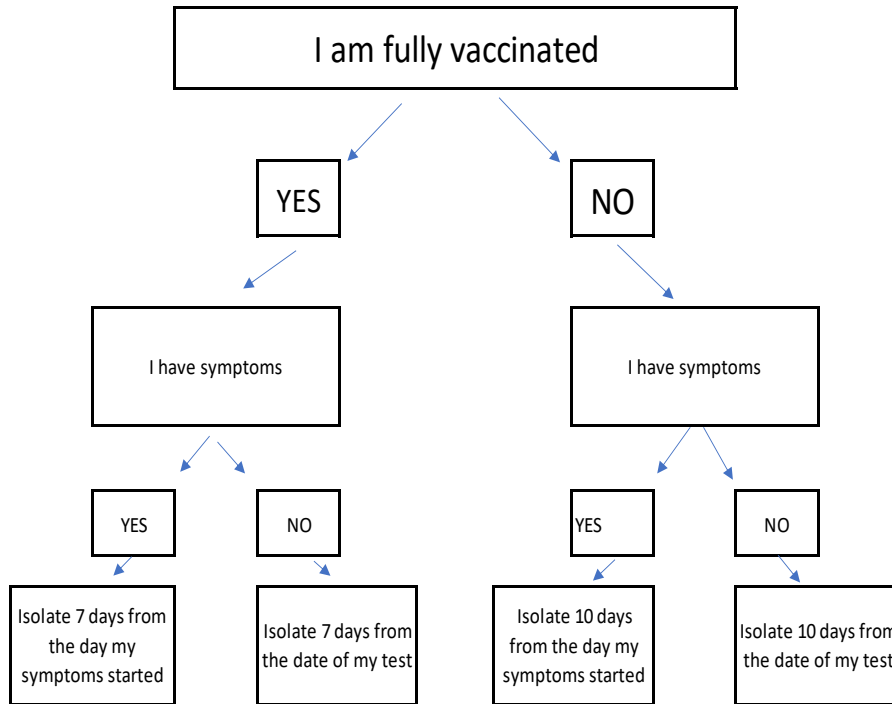 I am fully vaccinated
YES
NO
I have symptoms
I have symptoms
YES
NO
YES
NO
Isolate 7 days from
the day my
symptoms started
Isolate 7 days from
the date of my test
Isolate 10 days
from the day my
symptoms started
Isolate 10 days from
the date of my test